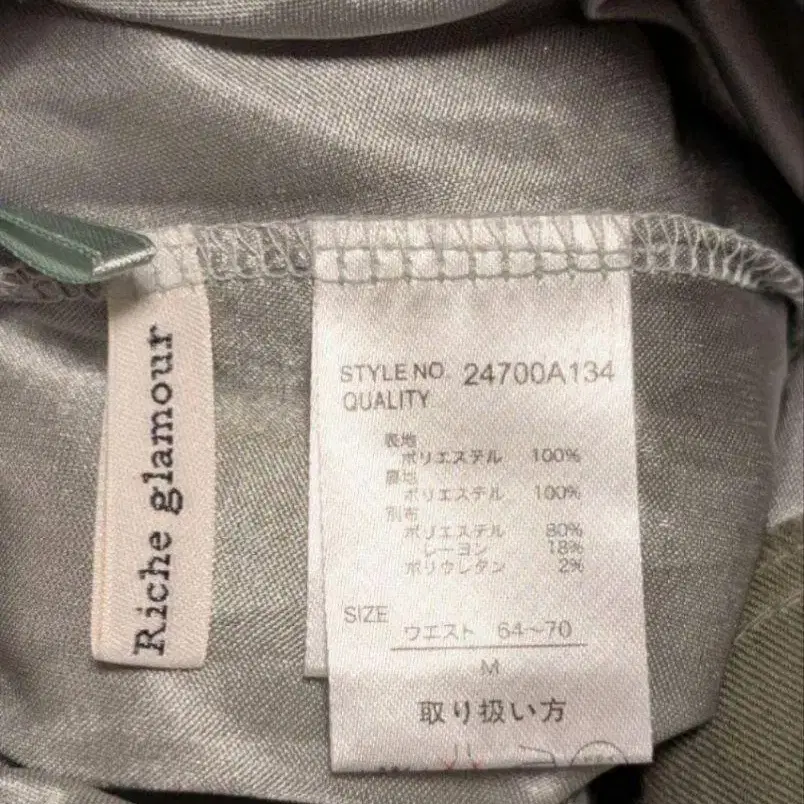 Riche glamour
STYLE NO. 24700A134
QUALITY
表地
ポリエステル 100%
裏地
ポリエステル 100%
別布
ポリエステル 80%
レーヨン 18%
ポリウレタン 2%
SIZE
ウエスト 64~70
M
取り扱い方